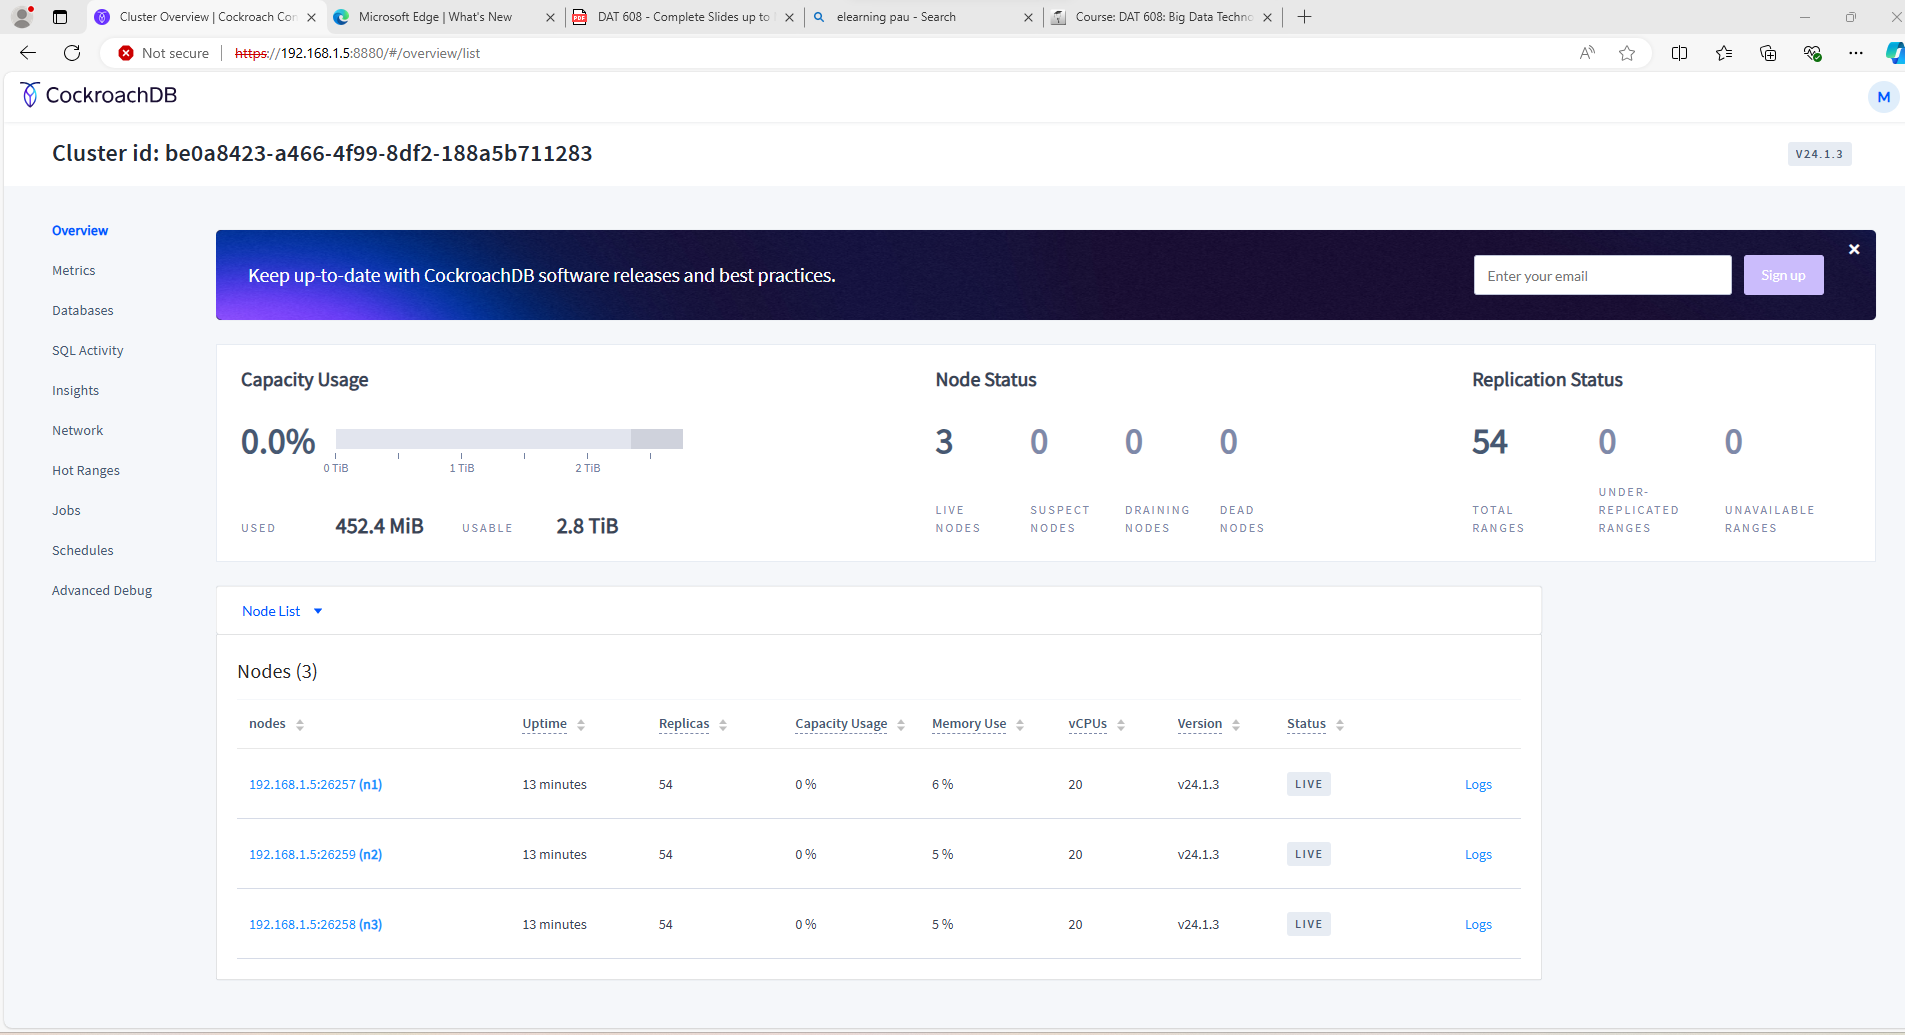 Cluster Overview | Cockroach Con
Microsoft Edge | What's New
DAT 608 - Complete Slides up to
elearning pau - Search
Course: DAT 608: Big Data Techno
Not secure
https://192.168.1.5:8880/#/overview/list
CockroachDB
M
Cluster id: be0a8423-a466-4f99-8df2-188a5b711283
V24.1.3
Overview
Metrics
Databases
SQL Activity
Insights
Network
Hot Ranges
Jobs
Schedules
Advanced Debug
Keep up-to-date with CockroachDB software releases and best practices.
Enter your email
Sign up
Capacity Usage
0.0%
0 TiB 1 TiB 2 TiB
USED 452.4 MiB USABLE 2.8 TiB
Node Status
3 0 0 0
LIVE NODES
SUSPECT NODES
DRAINING NODES
DEAD NODES
Replication Status
54 0 0
TOTAL RANGES
UNDER-REPLICATED RANGES
UNAVAILABLE RANGES
Node List
Nodes (3)
nodes Uptime Replicas Capacity Usage Memory Use vCPUs Version Status
192.168.1.5:26257 (n1) 13 minutes 54 0 % 6 % 20 v24.1.3 LIVE Logs
192.168.1.5:26259 (n2) 13 minutes 54 0 % 5 % 20 v24.1.3 LIVE Logs
192.168.1.5:26258 (n3) 13 minutes 54 0 % 5 % 20 v24.1.3 LIVE Logs